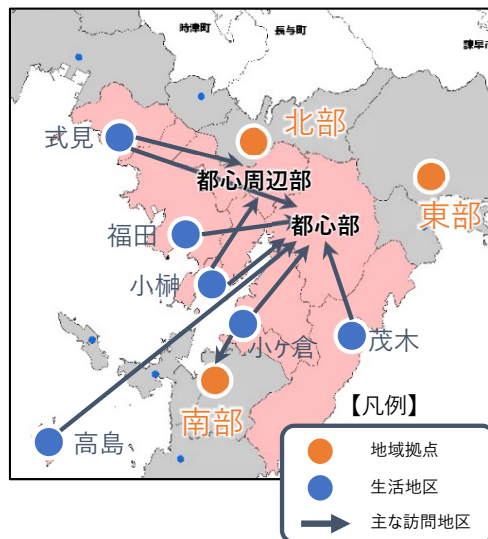 時津町
長与町
諫早市
北部
式見
都心周辺部
東部
福田
都心部
小榊
小ケ倉
茂木
南部
高島
【凡例】
地域拠点
生活地区
主な訪問地区